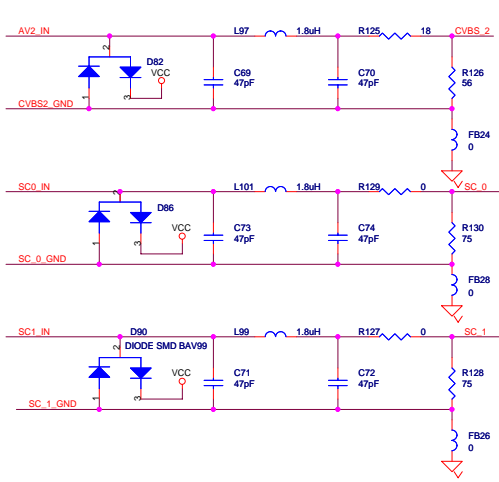 AV2_IN L97 1.8uH R125 18 CVBS_2
2 D82
VCC C69 47pF C70 47pF R126 56
1 3
CVBS2_GND
FB24 0
SC0_IN L101 1.8uH R129 0 SC_0
2 D86
VCC C73 47pF C74 47pF R130 75
1 3
SC_0_GND
FB28 0
SC1_IN D90 L99 1.8uH R127 0 SC_1
2 DIODE SMD BAV99
VCC C71 47pF C72 47pF R128 75
1 3
SC_1_GND
FB26 0